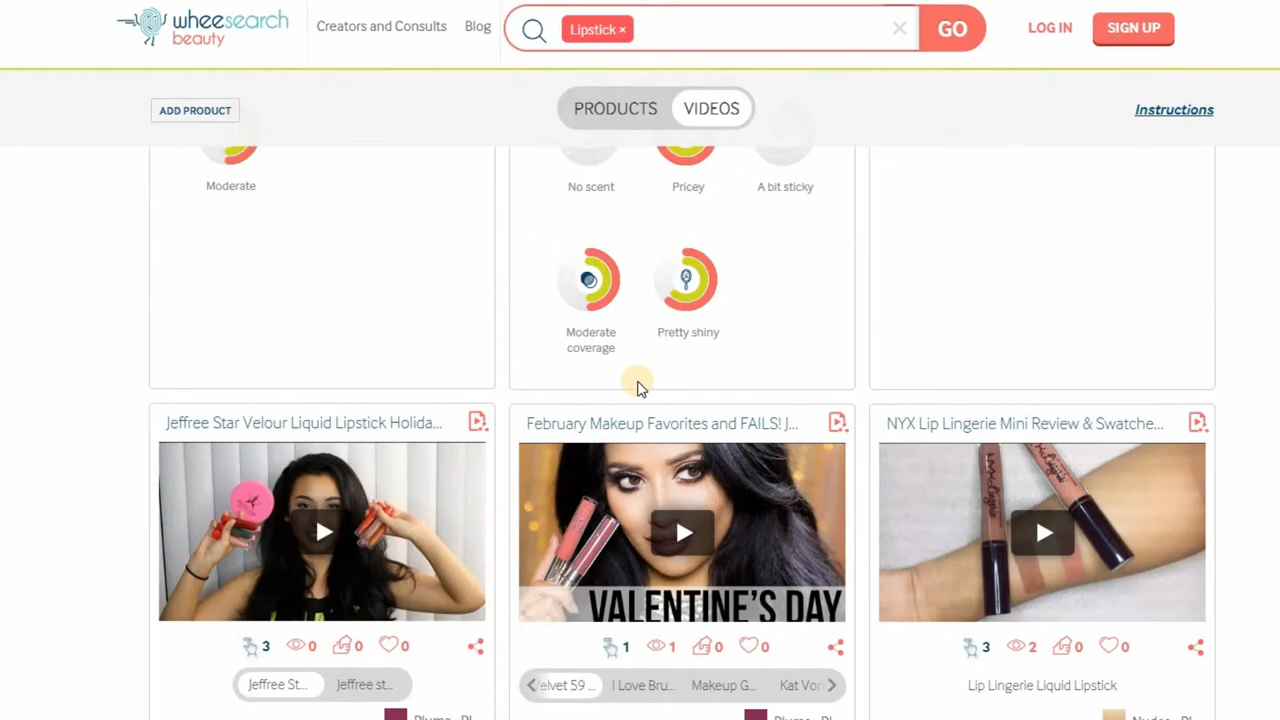 wheesearch
beauty
Creators and Consults
Blog
Lipstick ×
GO
LOG IN
SIGN UP
ADD PRODUCT
PRODUCTS
VIDEOS
Instructions
Moderate
No scent
Pricey
A bit sticky
Moderate
coverage
Pretty shiny
Jeffree Star Velour Liquid Lipstick Holida...
February Makeup Favorites and FAILS! J...
NYX Lip Lingerie Mini Review & Swatche...
VALENTINE'S DAY
3 0 0 0
1 1 0 0
3 2 0 0
Jeffree St...
Jeffree st...
elvet 59 ...
I Love Bru...
Makeup G...
Kat Von
Lip Lingerie Liquid Lipstick